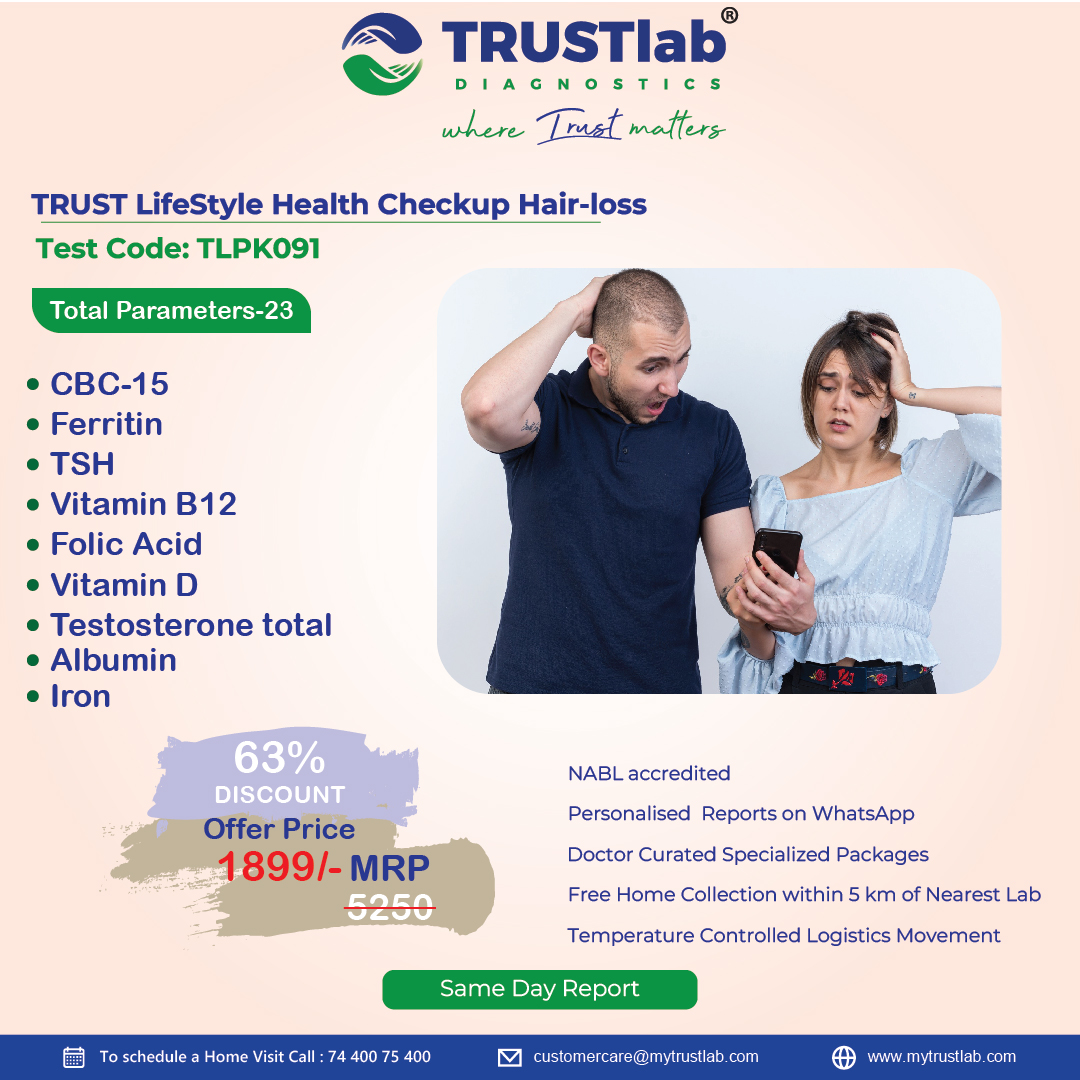 TRUSTlab®
DIAGNOSTICS
where Trust matters
TRUST LifeStyle Health Checkup Hair-loss
Test Code: TLPK091
Total Parameters-23
• CBC-15
• Ferritin
• TSH
• Vitamin B12
• Folic Acid
• Vitamin D
• Testosterone total
• Albumin
• Iron
63%
DISCOUNT
Offer Price
1899/- MRP
5250
NABL accredited
Personalised Reports on WhatsApp
Doctor Curated Specialized Packages
Free Home Collection within 5 km of Nearest Lab
Temperature Controlled Logistics Movement
Same Day Report
To schedule a Home Visit Call : 74 400 75 400
customercare@mytrustlab.com
www.mytrustlab.com